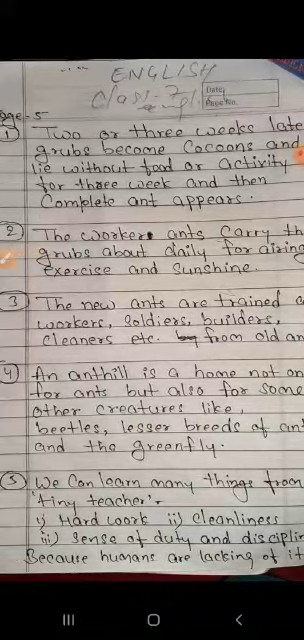 ENGLISH
Class-7
Date:
Page No.
Page-5
1 Two or three weeks late
grubs become Cocoons and
lie without food or activity
for three week and then
Complete ant appears.
2 The worker ants carry th
grubs about daily for airing
exercise and sunshine.
3 The new ants are trained a
workers, soldiers, builders,
cleaners etc. from old an
4 An anthill is a home not on
for ants but also for some
other creatures like,
beetles, lesser breeds of ant
and the greenfly.
5 We can learn many things from
'tiny teacher'.
i) Hard work ii) cleanliness
iii) sense of duty and disciplin
Because humans are lacking of it